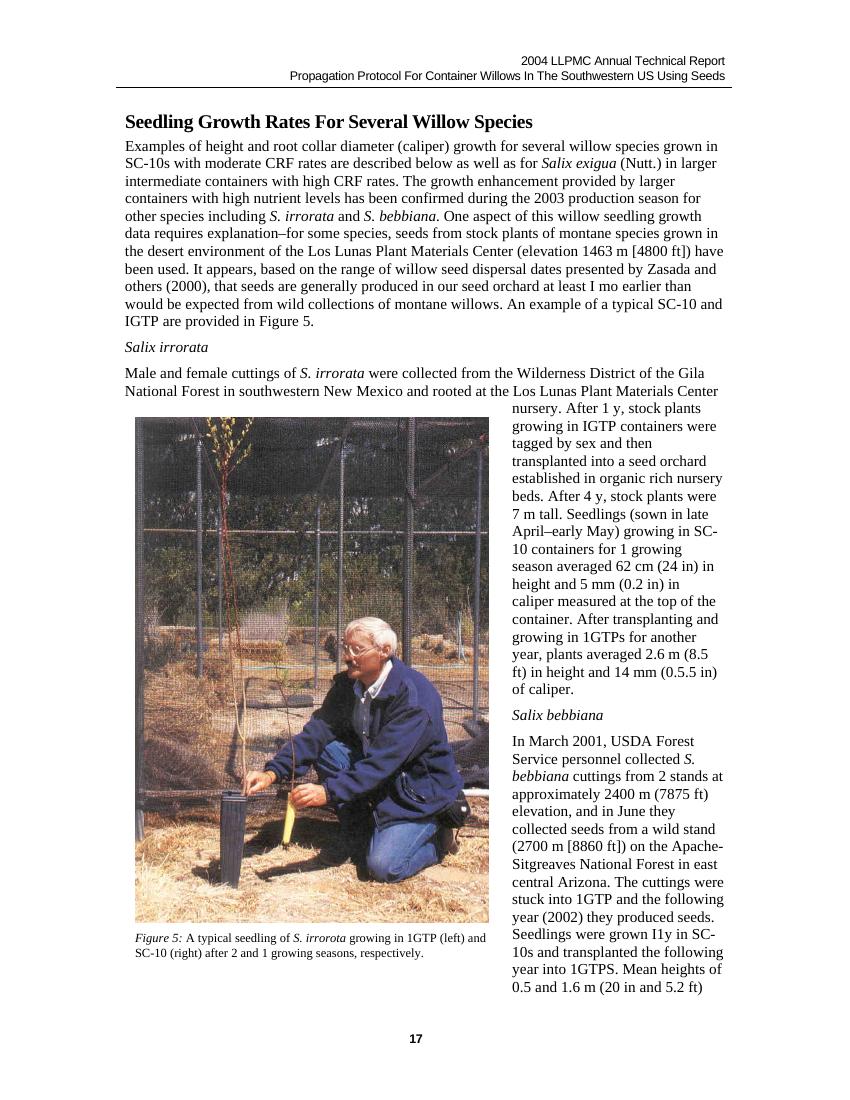 2004 LLPMC Annual Technical Report
Propagation Protocol For Container Willows In The Southwestern US Using Seeds
Seedling Growth Rates For Several Willow Species
Examples of height and root collar diameter (caliper) growth for several willow species grown in
SC-10s with moderate CRF rates are described below as well as for Salix exigua (Nutt.) in larger
intermediate containers with high CRF rates. The growth enhancement provided by larger
containers with high nutrient levels has been confirmed during the 2003 production season for
other species including S. irrorata and S. bebbiana. One aspect of this willow seedling growth
data requires explanation–for some species, seeds from stock plants of montane species grown in
the desert environment of the Los Lunas Plant Materials Center (elevation 1463 m [4800 ft]) have
been used. It appears, based on the range of willow seed dispersal dates presented by Zasada and
others (2000), that seeds are generally produced in our seed orchard at least I mo earlier than
would be expected from wild collections of montane willows. An example of a typical SC-10 and
IGTP are provided in Figure 5.
Salix irrorata
Male and female cuttings of S. irrorata were collected from the Wilderness District of the Gila
National Forest in southwestern New Mexico and rooted at the Los Lunas Plant Materials Center
nursery. After 1 y, stock plants
growing in IGTP containers were
tagged by sex and then
transplanted into a seed orchard
established in organic rich nursery
beds. After 4 y, stock plants were
7 m tall. Seedlings (sown in late
April–early May) growing in SC-
10 containers for 1 growing
season averaged 62 cm (24 in) in
height and 5 mm (0.2 in) in
caliper measured at the top of the
container. After transplanting and
growing in 1GTPs for another
year, plants averaged 2.6 m (8.5
ft) in height and 14 mm (0.5.5 in)
of caliper.
Salix bebbiana
In March 2001, USDA Forest
Service personnel collected S.
bebbiana cuttings from 2 stands at
approximately 2400 m (7875 ft)
elevation, and in June they
collected seeds from a wild stand
(2700 m [8860 ft]) on the Apache-
Sitgreaves National Forest in east
central Arizona. The cuttings were
stuck into 1GTP and the following
year (2002) they produced seeds.
Seedlings were grown I1y in SC-
10s and transplanted the following
year into 1GTPS. Mean heights of
0.5 and 1.6 m (20 in and 5.2 ft)
Figure 5: A typical seedling of S. irrorota growing in 1GTP (left) and
SC-10 (right) after 2 and 1 growing seasons, respectively.
17